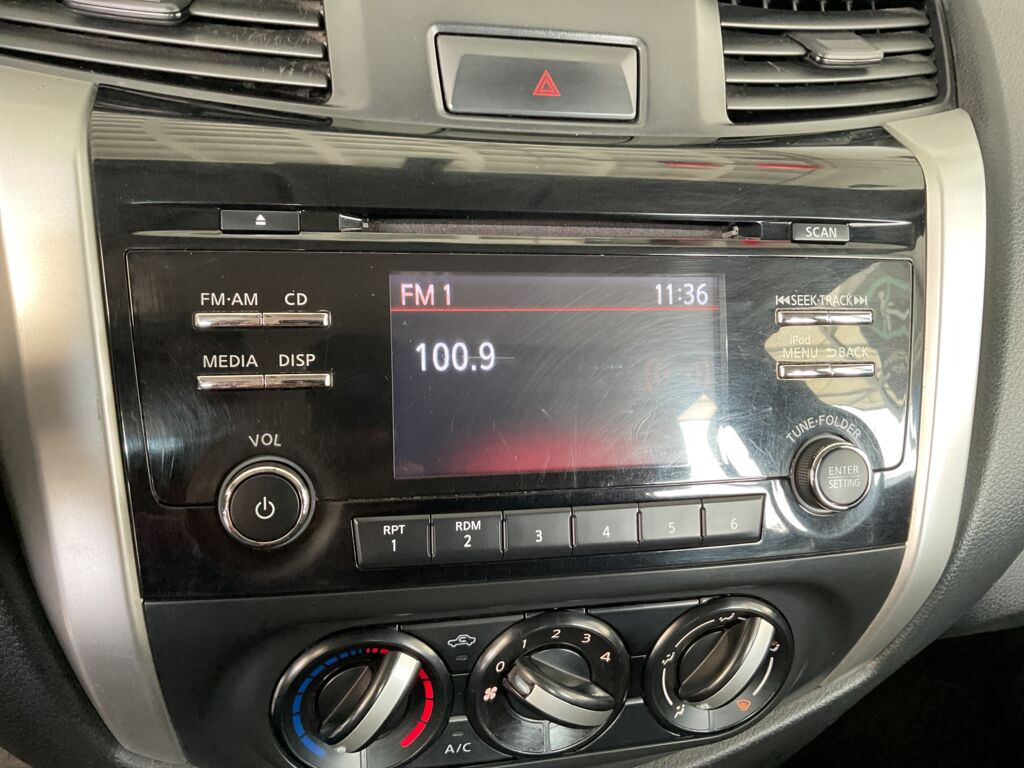 SCAN
FM·AM CD
FM 1 11:36
SEEK·TRACK
MEDIA DISP
100.9
iPod
MENU BACK
VOL
TUNE·FOLDER
ENTER
SETTING
RPT RDM
1 2 3 4 5 6
0 1 2 3 4
A/C